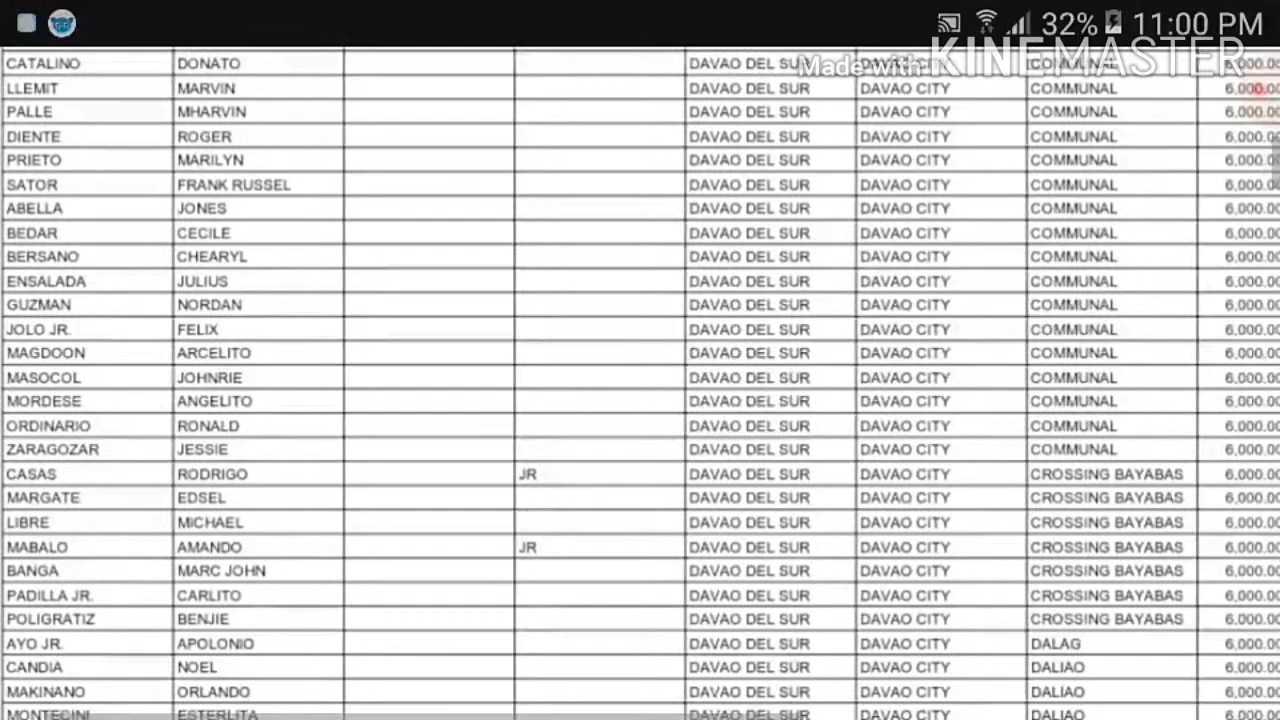 32% 11:00 PM
Made with KINEMASTER
CATALINO DONATO DAVAO DEL SUR DAVAO CITY COMMUNAL
LLEMIT MARVIN DAVAO DEL SUR DAVAO CITY COMMUNAL 6,000.00
PALLE MHARVIN DAVAO DEL SUR DAVAO CITY COMMUNAL 6,000.00
DIENTE ROGER DAVAO DEL SUR DAVAO CITY COMMUNAL 6,000.00
PRIETO MARILYN DAVAO DEL SUR DAVAO CITY COMMUNAL 6,000.00
SATOR FRANK RUSSEL DAVAO DEL SUR DAVAO CITY COMMUNAL 6,000.00
ABELLA JONES DAVAO DEL SUR DAVAO CITY COMMUNAL 6,000.00
BEDAR CECILE DAVAO DEL SUR DAVAO CITY COMMUNAL 6,000.00
BERSANO CHEARYL DAVAO DEL SUR DAVAO CITY COMMUNAL 6,000.00
ENSALADA JULIUS DAVAO DEL SUR DAVAO CITY COMMUNAL 6,000.00
GUZMAN NORDAN DAVAO DEL SUR DAVAO CITY COMMUNAL 6,000.00
JOLO JR. FELIX DAVAO DEL SUR DAVAO CITY COMMUNAL 6,000.00
MAGDOON ARCELITO DAVAO DEL SUR DAVAO CITY COMMUNAL 6,000.00
MASOCOL JOHNRIE DAVAO DEL SUR DAVAO CITY COMMUNAL 6,000.00
MORDESE ANGELITO DAVAO DEL SUR DAVAO CITY COMMUNAL 6,000.00
ORDINARIO RONALD DAVAO DEL SUR DAVAO CITY COMMUNAL 6,000.00
ZARAGOZAR JESSIE DAVAO DEL SUR DAVAO CITY COMMUNAL 6,000.00
CASAS RODRIGO JR DAVAO DEL SUR DAVAO CITY CROSSING BAYABAS 6,000.00
MARGATE EDSEL DAVAO DEL SUR DAVAO CITY CROSSING BAYABAS 6,000.00
LIBRE MICHAEL DAVAO DEL SUR DAVAO CITY CROSSING BAYABAS 6,000.00
MABALO AMANDO JR DAVAO DEL SUR DAVAO CITY CROSSING BAYABAS 6,000.00
BANGA MARC JOHN DAVAO DEL SUR DAVAO CITY CROSSING BAYABAS 6,000.00
PADILLA JR. CARLITO DAVAO DEL SUR DAVAO CITY CROSSING BAYABAS 6,000.00
POLIGRATIZ BENJIE DAVAO DEL SUR DAVAO CITY CROSSING BAYABAS 6,000.00
AYO JR. APOLONIO DAVAO DEL SUR DAVAO CITY DALAG 6,000.00
CANDIA NOEL DAVAO DEL SUR DAVAO CITY DALIAO 6,000.00
MAKINANO ORLANDO DAVAO DEL SUR DAVAO CITY DALIAO 6,000.00
MONTECINI ESTERLITA DAVAO DEL SUR DAVAO CITY DALIAO 6,000.00